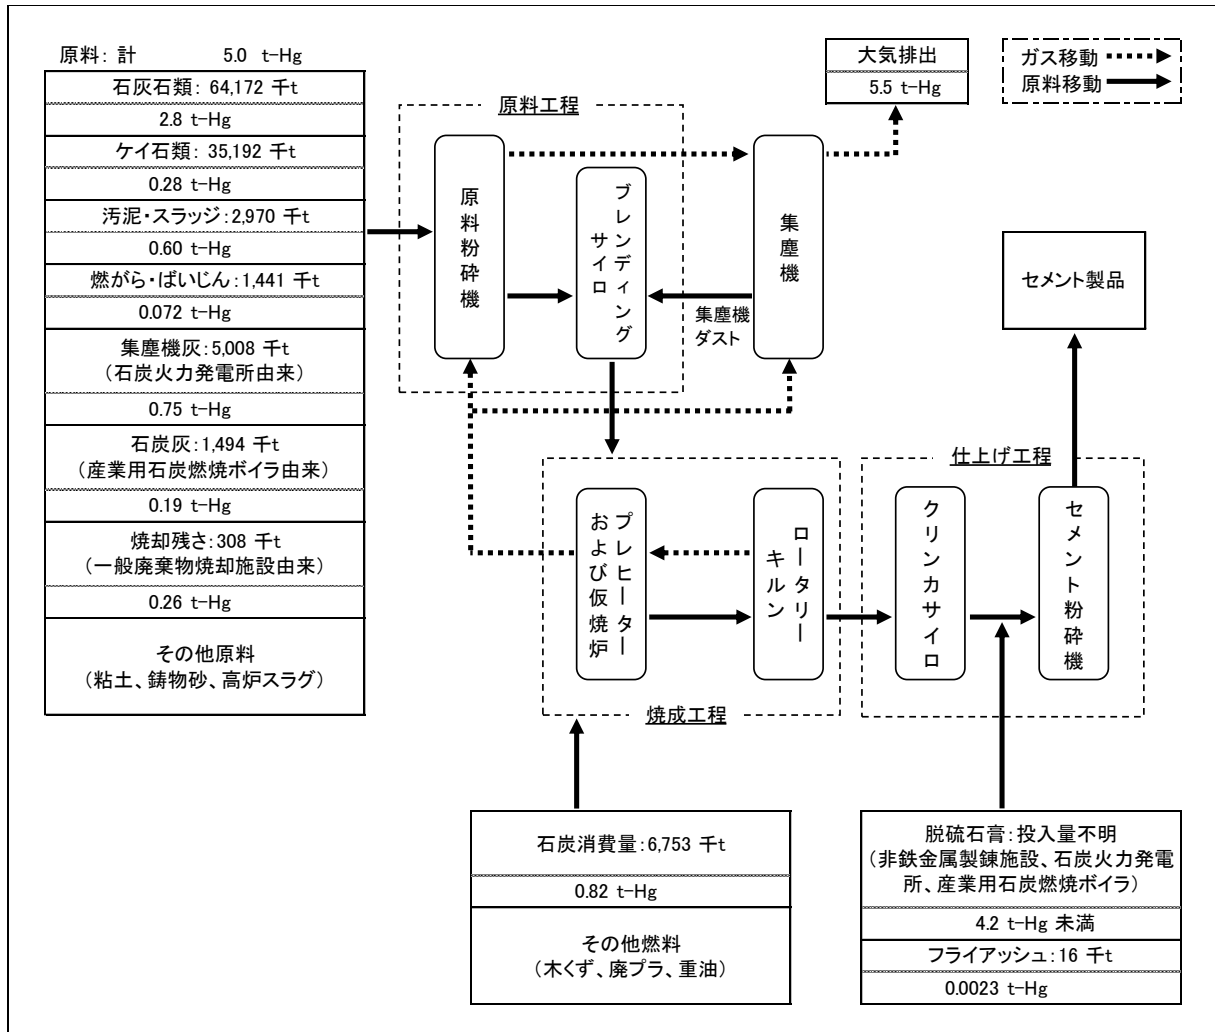 原料: 計 5.0 t-Hg
石灰石類: 64,172 千t
2.8 t-Hg
ケイ石類: 35,192 千t
0.28 t-Hg
汚泥・スラッジ:2,970 千t
0.60 t-Hg
燃がら・ばいじん:1,441 千t
0.072 t-Hg
集塵機灰:5,008 千t
(石炭火力発電所由来)
0.75 t-Hg
石炭灰:1,494 千t
(産業用石炭燃焼ボイラ由来)
0.19 t-Hg
焼却残さ:308 千t
(一般廃棄物焼却施設由来)
0.26 t-Hg
その他原料
(粘土、鋳物砂、高炉スラグ)
原料工程
原料粉砕機
ブレンディング
サイロ
集塵機
集塵機
ダスト
大気排出
5.5 t-Hg
ガス移動
原料移動
セメント製品
プレヒーター
および仮焼炉
ロータリー
キルン
焼成工程
仕上げ工程
クリンカサイロ
セメント粉砕機
石炭消費量:6,753 千t
0.82 t-Hg
その他燃料
(木くず、廃プラ、重油)
脱硫石膏:投入量不明
(非鉄金属製錬施設、石炭火力発電
所、産業用石炭燃焼ボイラ)
4.2 t-Hg 未満
フライアッシュ:16 千t
0.0023 t-Hg